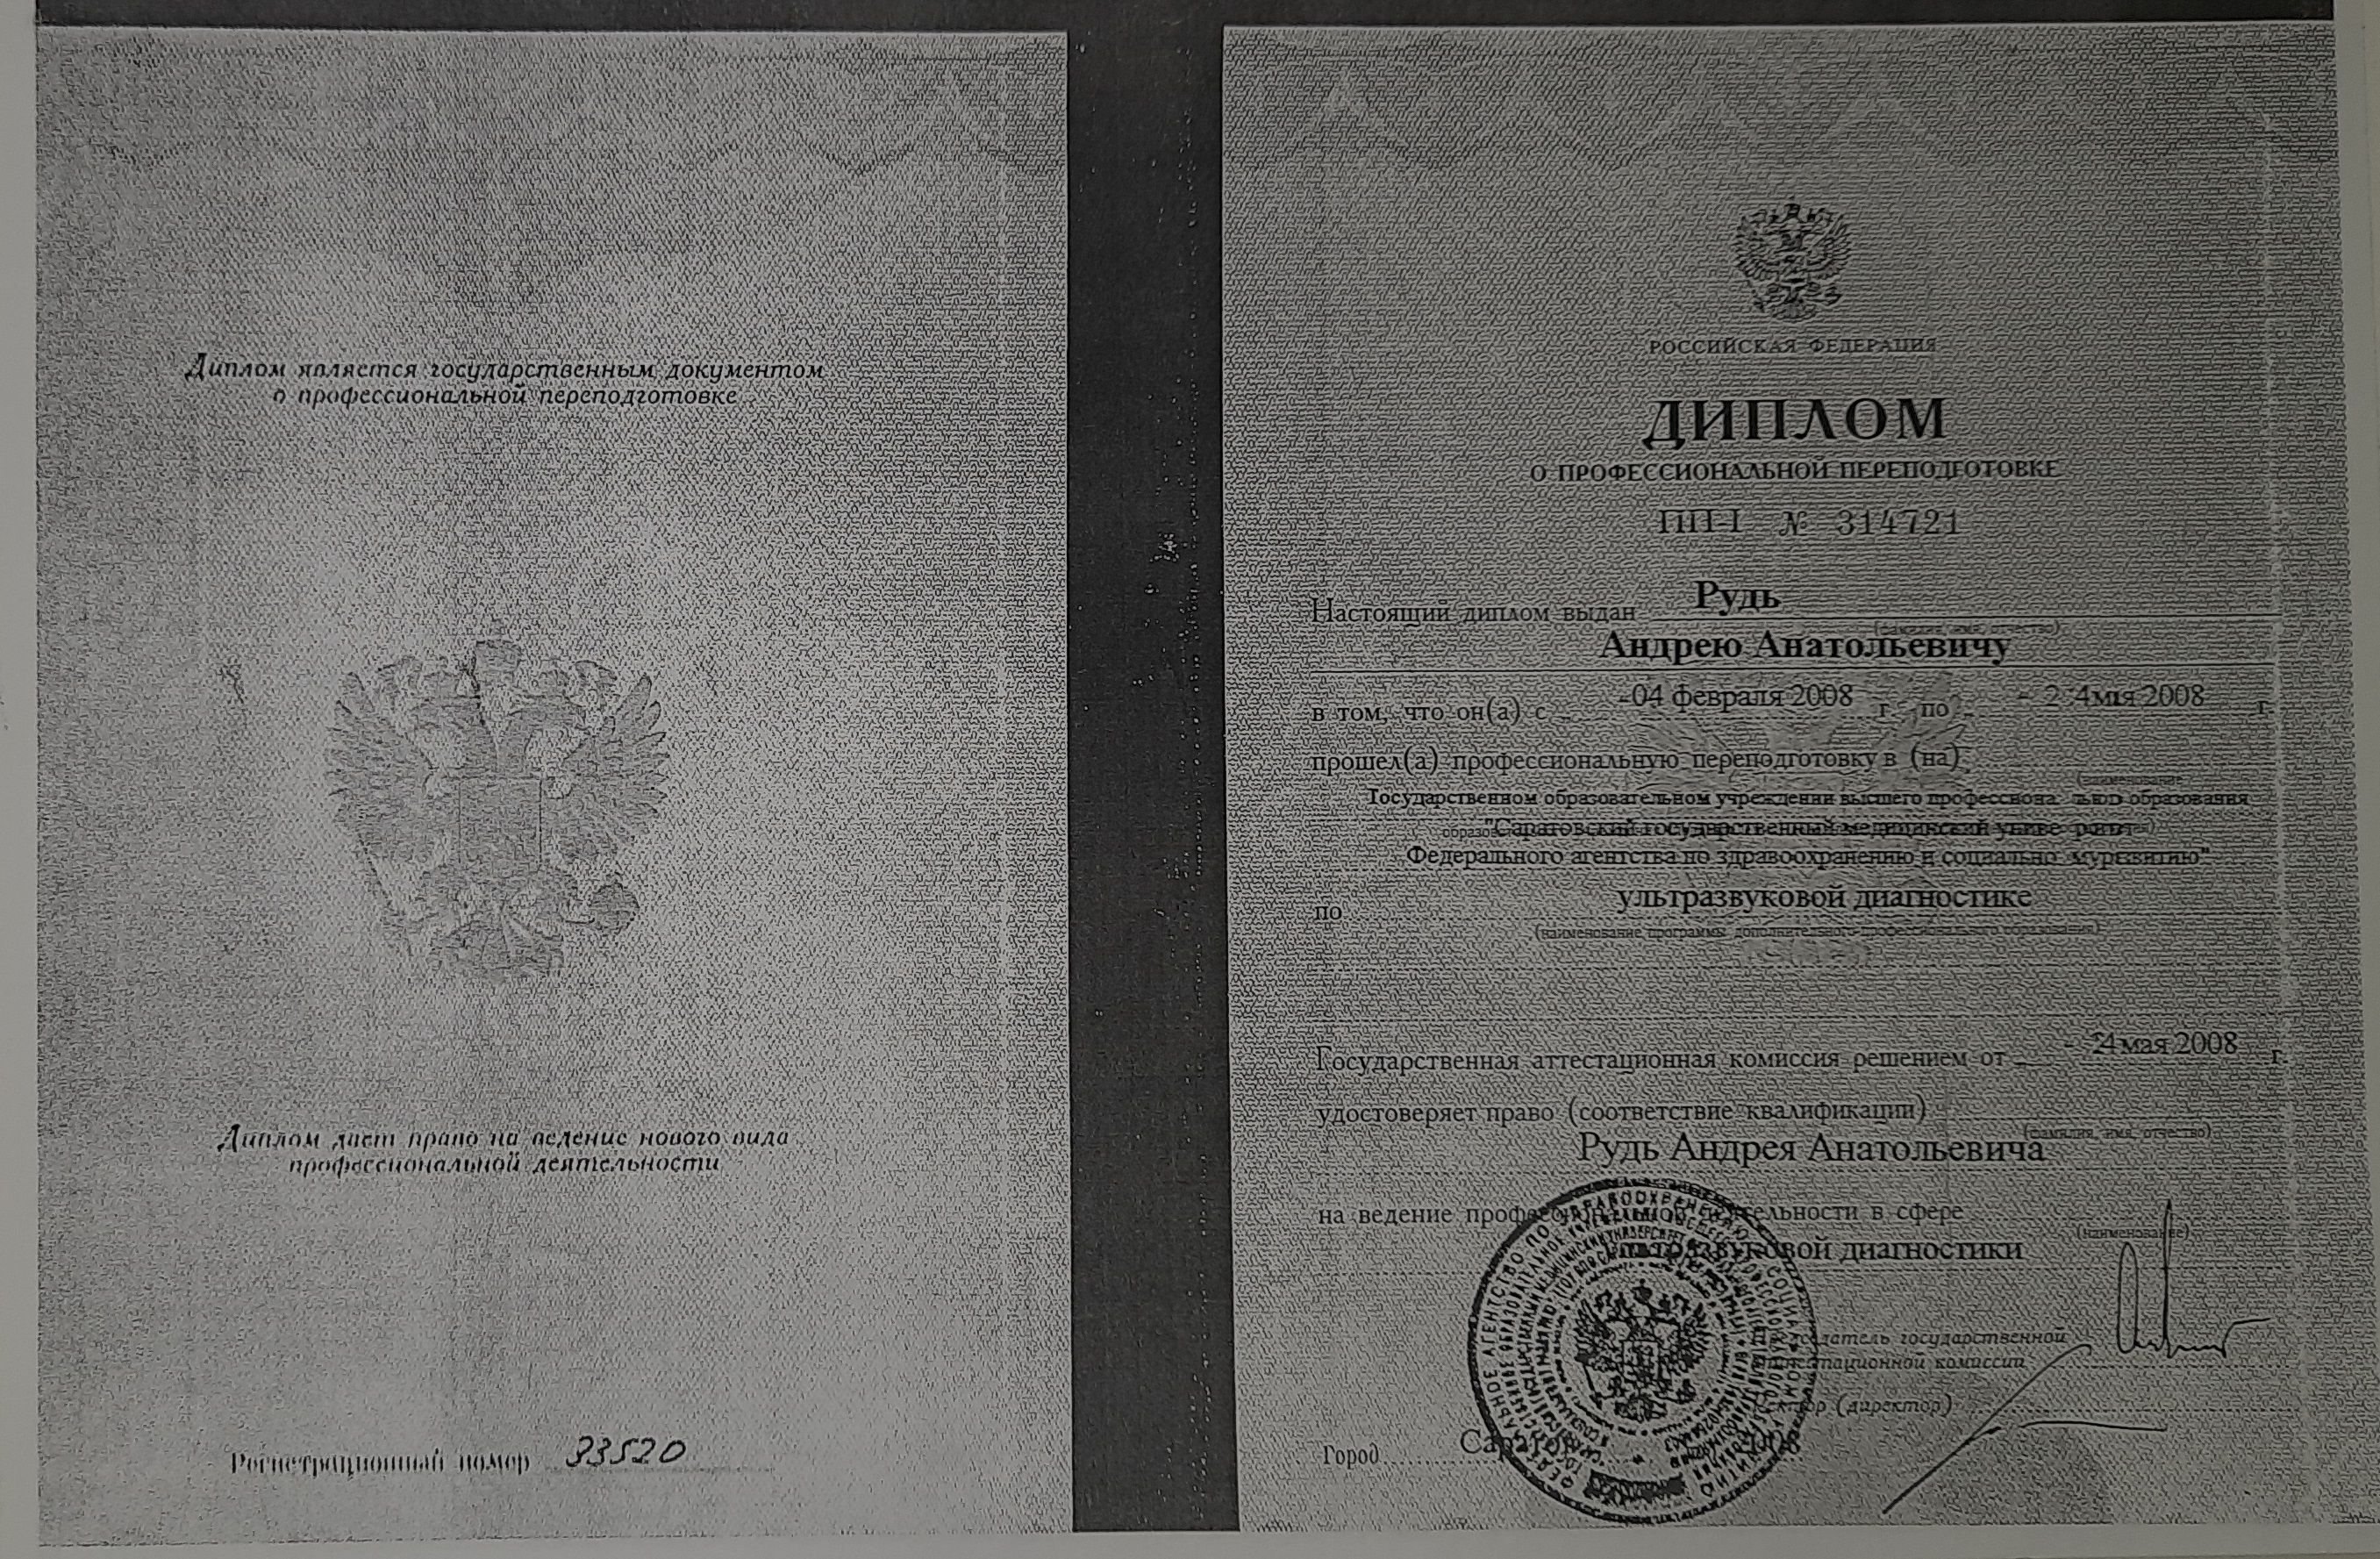 Диплом является государственным документом
о профессиональной переподготовке
Диплом дает право на ведение нового вида
профессиональной деятельности
Регистрационный номер 33520
РОССИЙСКАЯ ФЕДЕРАЦИЯ
ДИПЛОМ
О ПРОФЕССИОНАЛЬНОЙ ПЕРЕПОДГОТОВКЕ
ПП-I № 314721
Настоящий диплом выдан Рудь
(фамилия, имя, отчество)
Андрею Анатольевичу
в том, что он(а) с 04 февраля 2008 г. по 24 мая 2008 г.
прошел(а) профессиональную переподготовку в (на)
(наименование
Государственном образовательном учреждении высшего образования
"Саратовский государственный медицинский
Федерального агентства по здравоохранению и
по ультразвуковой диагностике
(наименование программы дополнительного профессионального образования)
Государственная аттестационная комиссия решением от 24 мая 2008 г.
удостоверяет право (соответствие квалификации)
(фамилия, имя, отчество)
Рудь Андрея Анатольевича
на ведение профессиональной деятельности в сфере
(наименование)
ультразвуковой диагностики
Председатель государственной
аттестационной комиссии
Ректор (директор)
Город Саратов